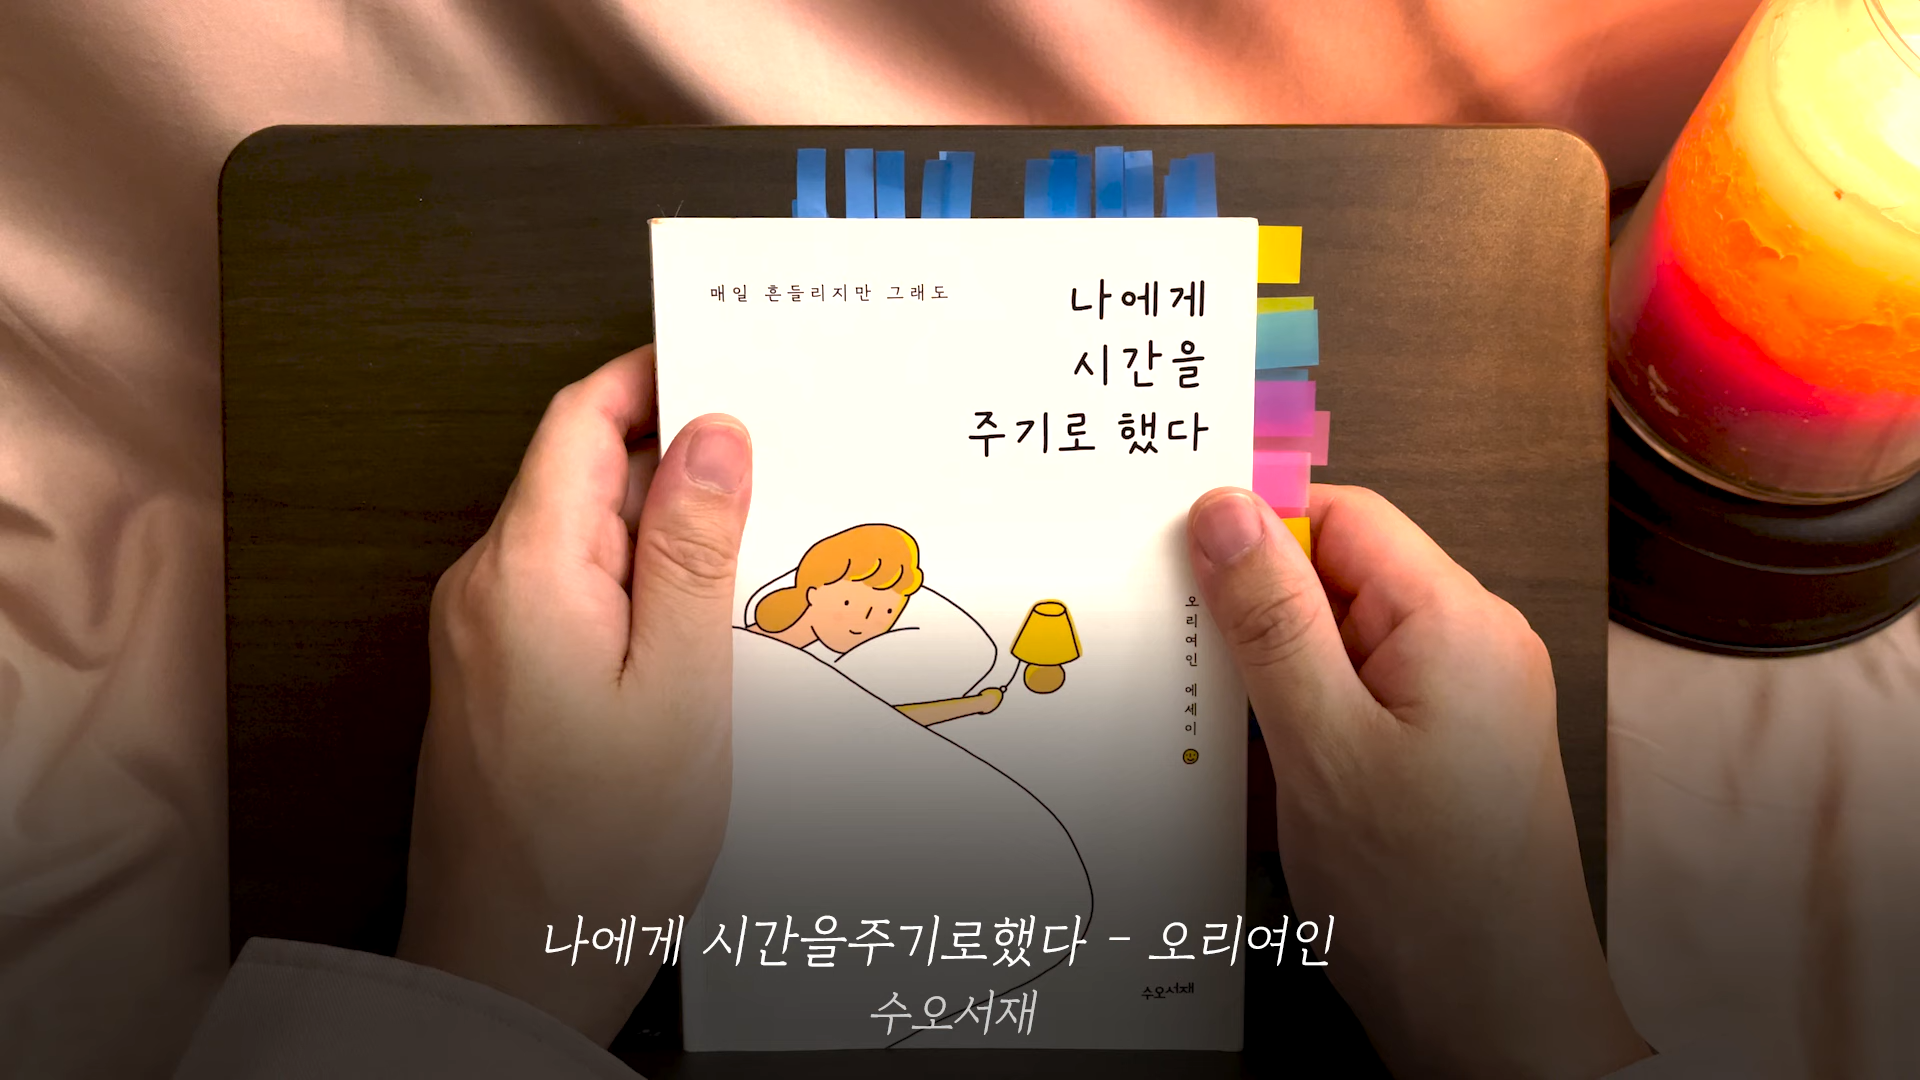 매일 흔들리지만 그래도
나에게
시간을
주기로 했다
오리여인 에세이
수오서재
나에게 시간을주기로했다 - 오리여인
수오서재